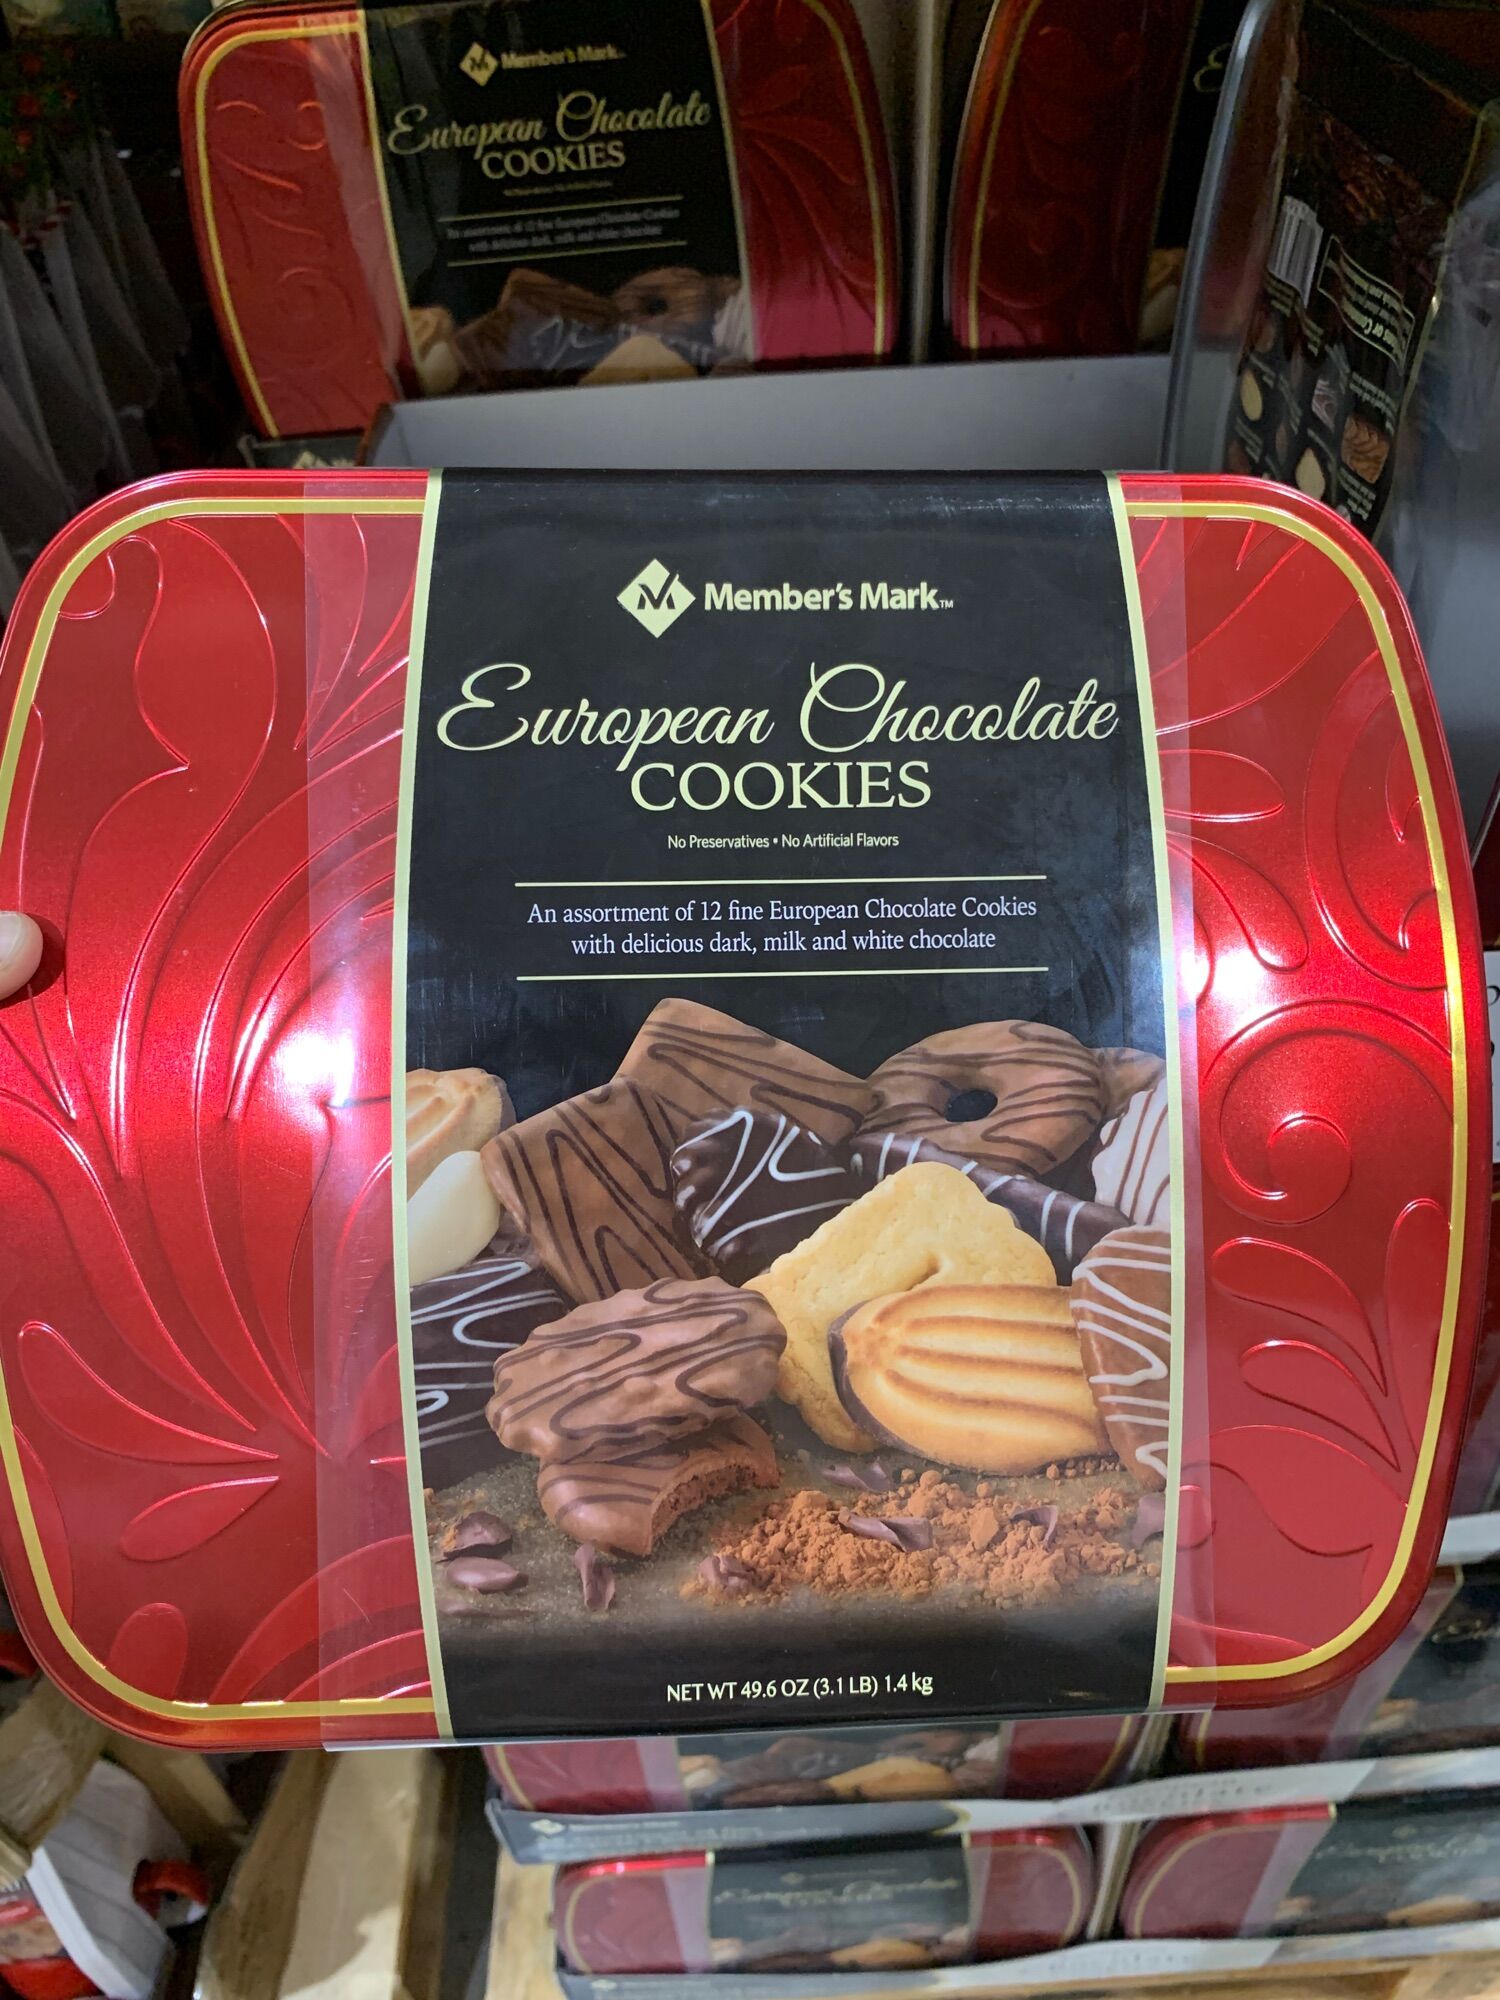 Member's Mark
European Chocolate
COOKIES
Member's Mark™
European Chocolate
COOKIES
No Preservatives • No Artificial Flavors
An assortment of 12 fine European Chocolate Cookies
with delicious dark, milk and white chocolate
NET WT 49.6 OZ (3.1 LB) 1.4 kg